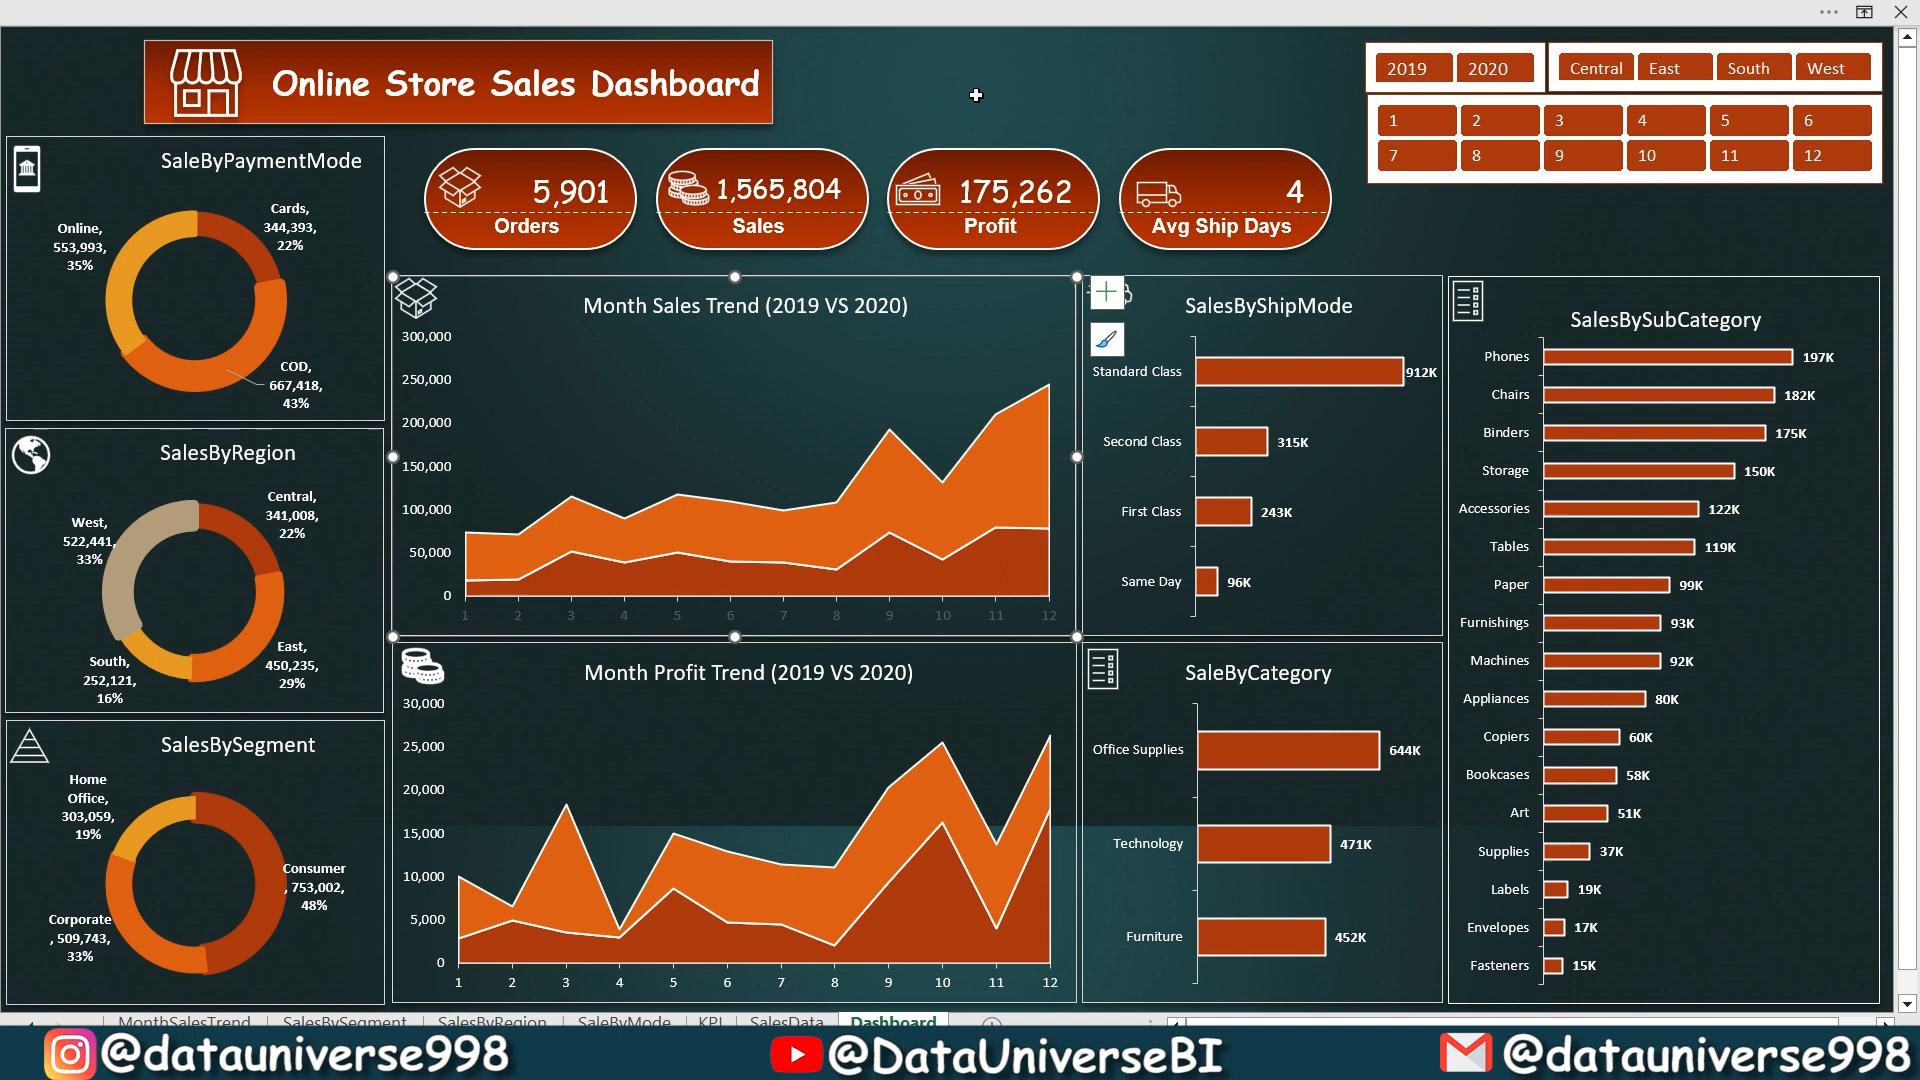 Online Store Sales Dashboard
2019
2020
Central
East
South
West
1
2
3
4
5
6
7
8
9
10
11
12
5,901
Orders
1,565,804
Sales
175,262
Profit
4
Avg Ship Days
SaleByPaymentMode
Cards,
344,393,
22%
Online,
553,993,
35%
COD,
667,418,
43%
SalesByRegion
Central,
341,008,
22%
West,
522,441,
33%
East,
450,235,
29%
South,
252,121,
16%
SalesBySegment
Home
Office,
303,059,
19%
Consumer
, 753,002,
48%
Corporate
, 509,743,
33%
Month Sales Trend (2019 VS 2020)
300,000
250,000
200,000
150,000
100,000
50,000
0
1 2 3 4 5 6 7 8 9 10 11 12
Month Profit Trend (2019 VS 2020)
30,000
25,000
20,000
15,000
10,000
5,000
0
1 2 3 4 5 6 7 8 9 10 11 12
SalesByShipMode
Standard Class 912K
Second Class 315K
First Class 243K
Same Day 96K
SaleByCategory
Office Supplies 644K
Technology 471K
Furniture 452K
SalesBySubCategory
Phones 197K
Chairs 182K
Binders 175K
Storage 150K
Accessories 122K
Tables 119K
Paper 99K
Furnishings 93K
Machines 92K
Appliances 80K
Copiers 60K
Bookcases 58K
Art 51K
Supplies 37K
Labels 19K
Envelopes 17K
Fasteners 15K
MonthSalesTrend
SalesBySegment
SalesByRegion
SaleByMode
KPI
SalesData
Dashboard
@datauniverse998
@DataUniverseBI
@datauniverse998